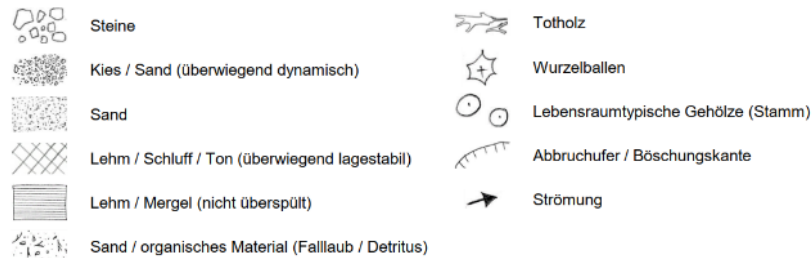 Steine
Kies / Sand (überwiegend dynamisch)
Sand
Lehm / Schluff / Ton (überwiegend lagestabil)
Lehm / Mergel (nicht überspült)
Sand / organisches Material (Falllaub / Detritus)
Totholz
Wurzelballen
Lebensraumtypische Gehölze (Stamm)
Abbruchufer / Böschungskante
Strömung